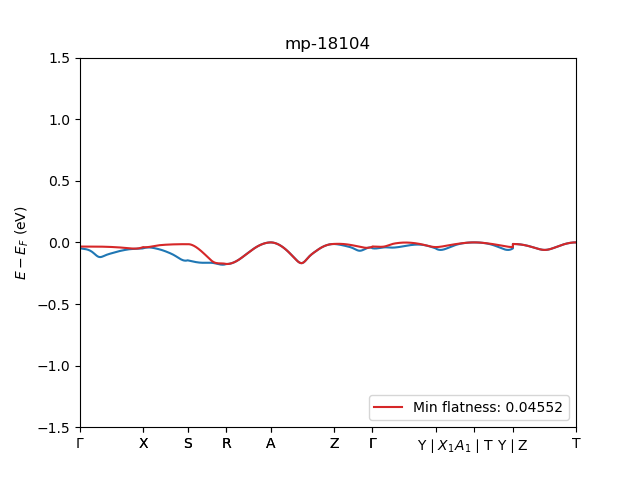 mp-18104
1.5
1.0
0.5
0.0
−0.5
−1.0
−1.5
E − E_F (eV)
Min flatness: 0.04552
Γ X S R A Z Γ Y | X₁A₁ | T Y | Z T